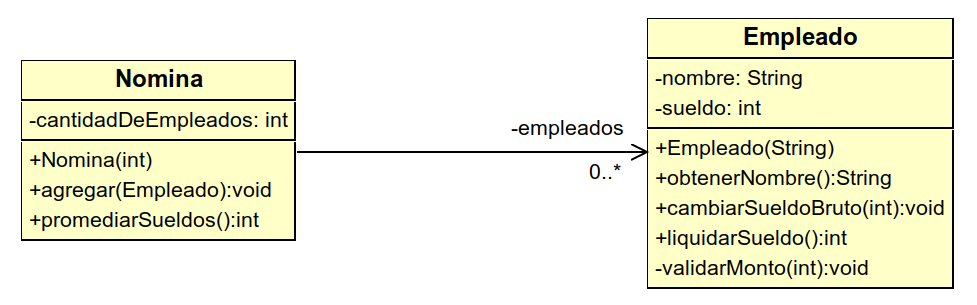 Nomina
-cantidadDeEmpleados: int
+Nomina(int)
+agregar(Empleado):void
+promediarSueldos():int
-empleados
0..*
Empleado
-nombre: String
-sueldo: int
+Empleado(String)
+obtenerNombre():String
+cambiarSueldoBruto(int):void
+liquidarSueldo():int
-validarMonto(int):void